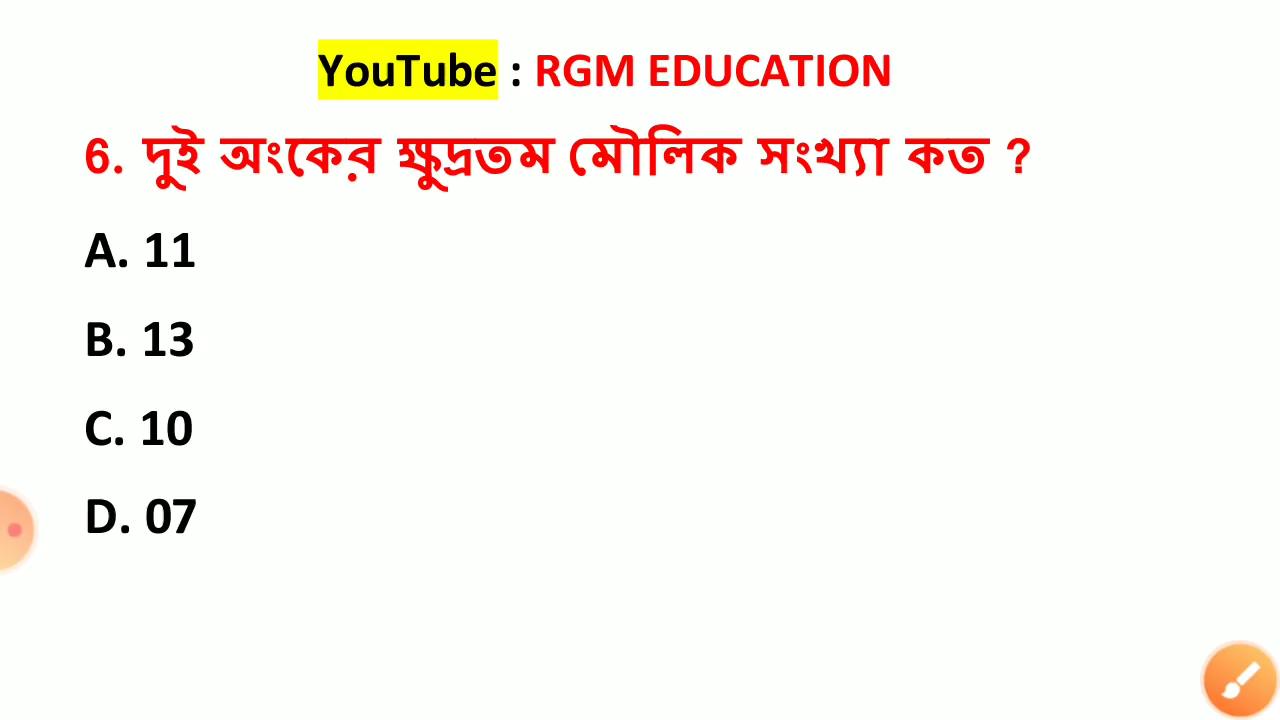 YouTube : RGM EDUCATION
6. দুই অংকের ক্ষুদ্রতম মৌলিক সংখ্যা কত ?
A. 11
B. 13
C. 10
D. 07